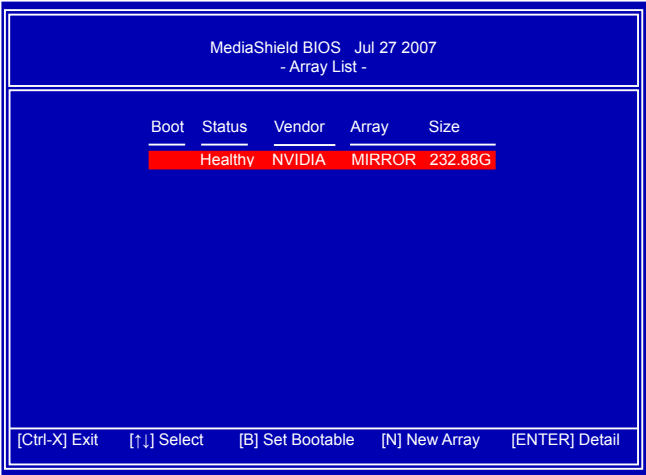 MediaShield BIOS Jul 27 2007
- Array List -
Boot Status Vendor Array Size
Healthy NVIDIA MIRROR 232.88G
[Ctrl-X] Exit [↑↓] Select [B] Set Bootable [N] New Array [ENTER] Detail